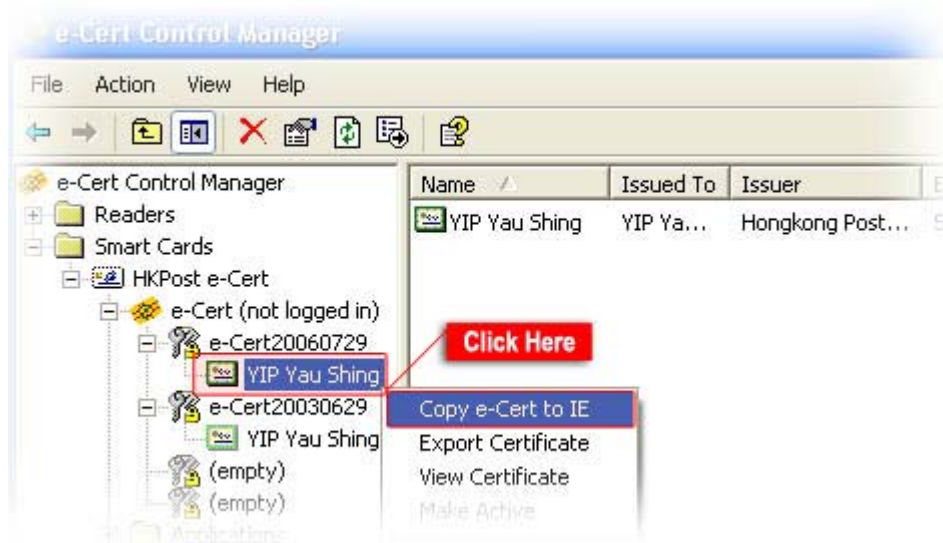 e-Cert Control Manager
File Action View Help
e-Cert Control Manager
Readers
Smart Cards
HKPost e-Cert
e-Cert (not logged in)
e-Cert20060729
YIP Yau Shing
e-Cert20030629
YIP Yau Shing
(empty)
(empty)
Applications
Name Issued To Issuer
YIP Yau Shing YIP Ya... Hongkong Post...
Click Here
Copy e-Cert to IE
Export Certificate
View Certificate
Make Active